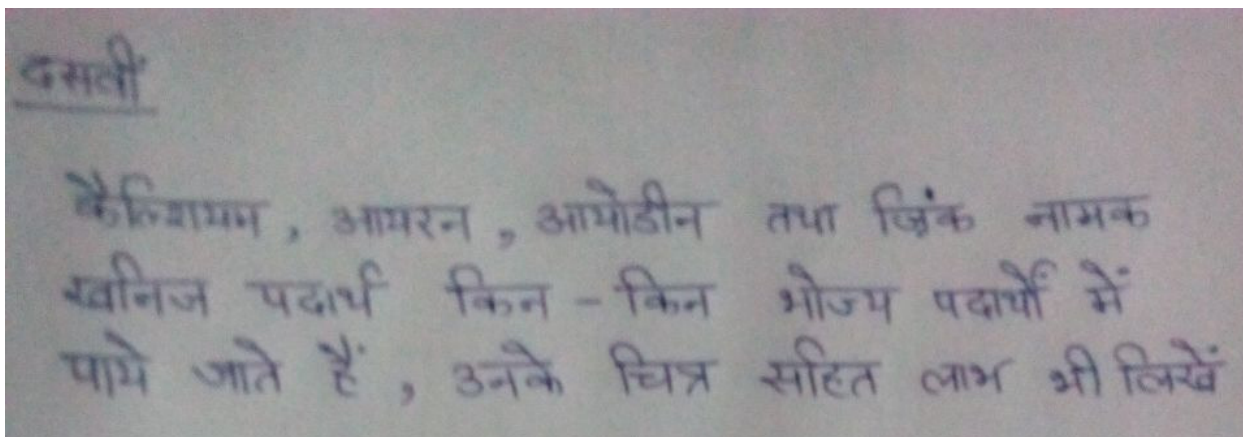 दसवीं
कैल्शियम, आयरन, आयोडीन तथा ज़िंक नामक
खनिज पदार्थ किन-किन भोज्य पदार्थों में
पाये जाते हैं, उनके चित्र सहित लाभ भी लिखें